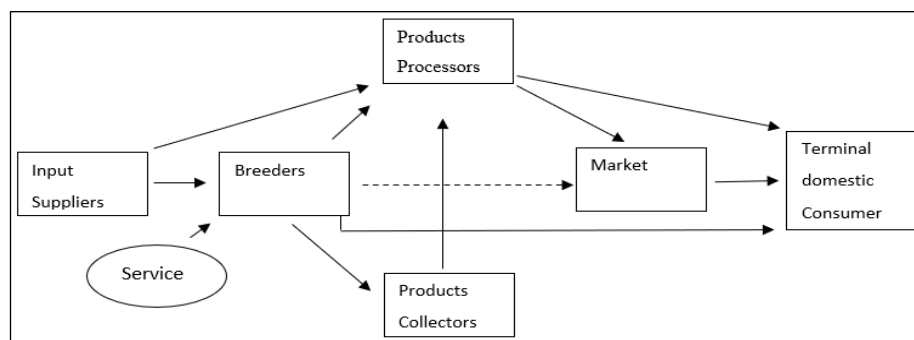 Products
Processors
Input
Suppliers
Breeders
Market
Terminal
domestic
Consumer
Service
Products
Collectors